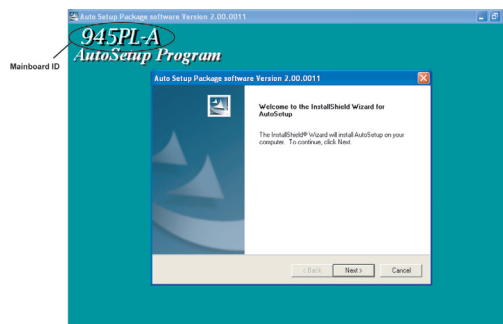 Auto Setup Package software Version 2.00.0011
945PL-A
AutoSetup Program
Mainboard ID
Auto Setup Package software Version 2.00.0011
Welcome to the InstallShield Wizard for
AutoSetup
The InstallShield® Wizard will install AutoSetup on your
computer. To continue, click Next.
< Back
Next >
Cancel